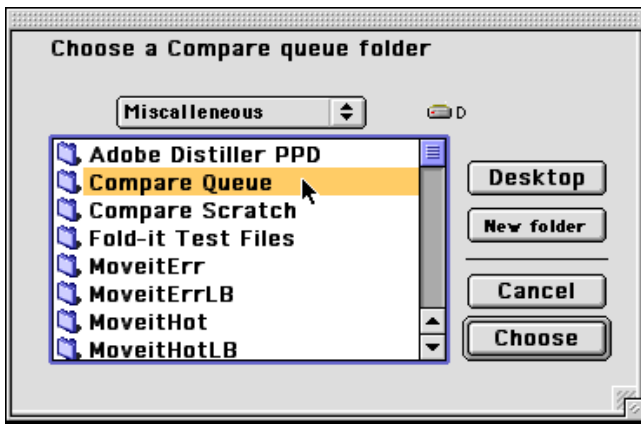 Choose a Compare queue folder
Miscalleneous
D
Adobe Distiller PPD
Compare Queue
Compare Scratch
Fold-it Test Files
MoveitErr
MoveitErrLB
MoveitHot
MoveitHotLB
Desktop
New folder
Cancel
Choose